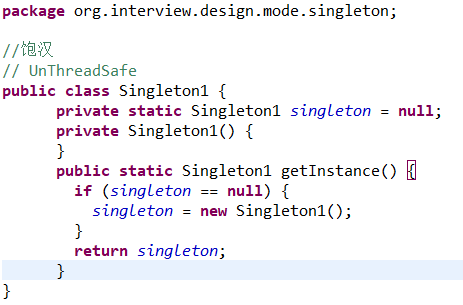 package org.interview.design.mode.singleton;
//饱汉
// UnThreadSafe
public class Singleton1 {
private static Singleton1 singleton = null;
private Singleton1() {
}
public static Singleton1 getInstance() {
if (singleton == null) {
singleton = new Singleton1();
}
return singleton;
}
}